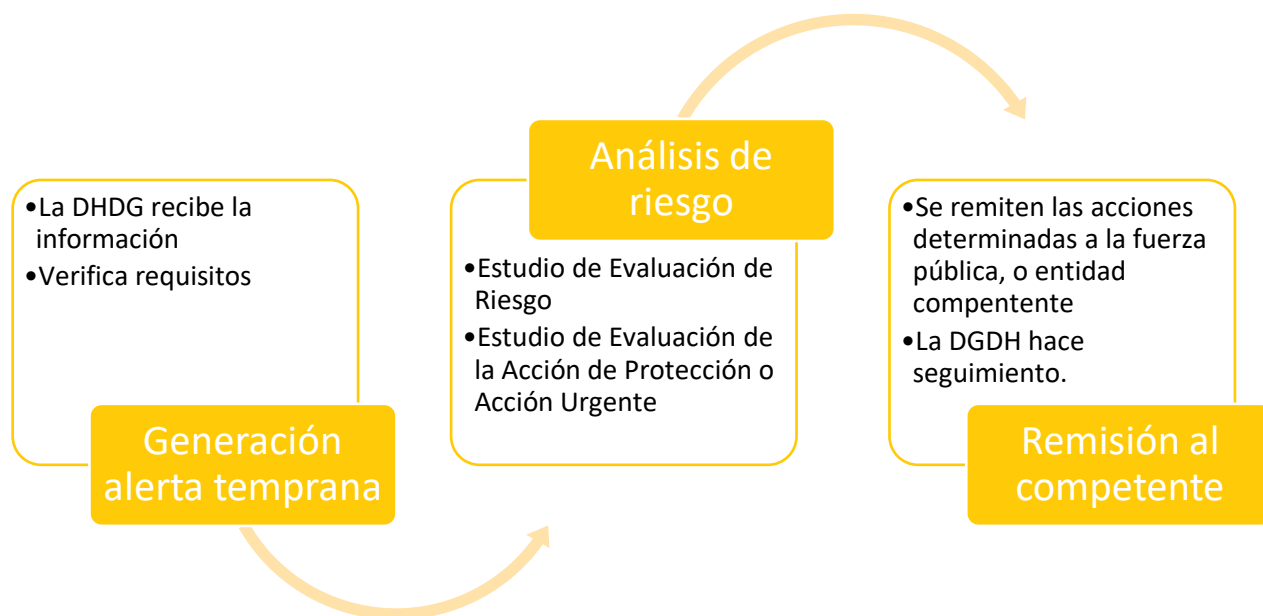 •La DHDG recibe la
información
•Verifica requisitos
Generación
alerta temprana
Análisis de
riesgo
•Estudio de Evaluación de
Riesgo
•Estudio de Evaluación de
la Acción de Protección o
Acción Urgente
•Se remiten las acciones
determinadas a la fuerza
pública, o entidad
compentente
•La DGDH hace
seguimiento.
Remisión al
competente